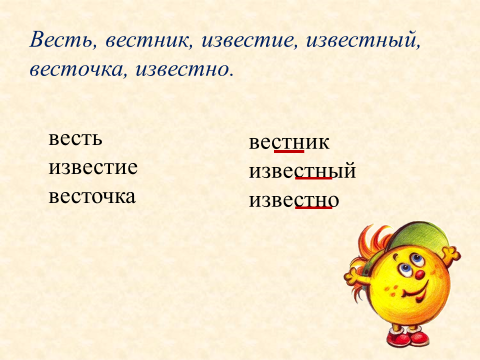 Весть, вестник, известие, известный,
весточка, известно.
весть
известие
весточка
вестник
известный
известно